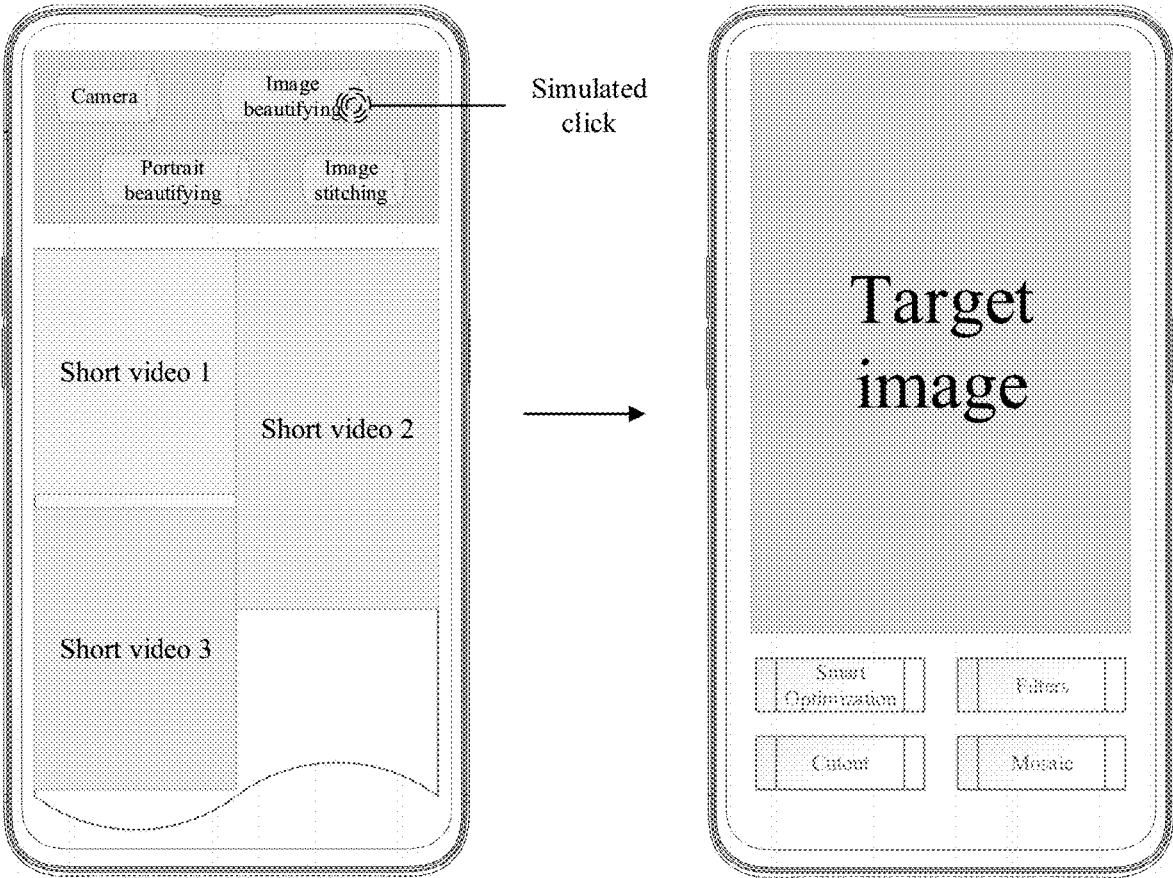 Camera
Image
beautifying
Portrait
beautifying
Image
stitching
Simulated
click
Short video 1
Short video 2
Short video 3
Target
image
Smart
Optimization
Filters
Cutout
Mosaic